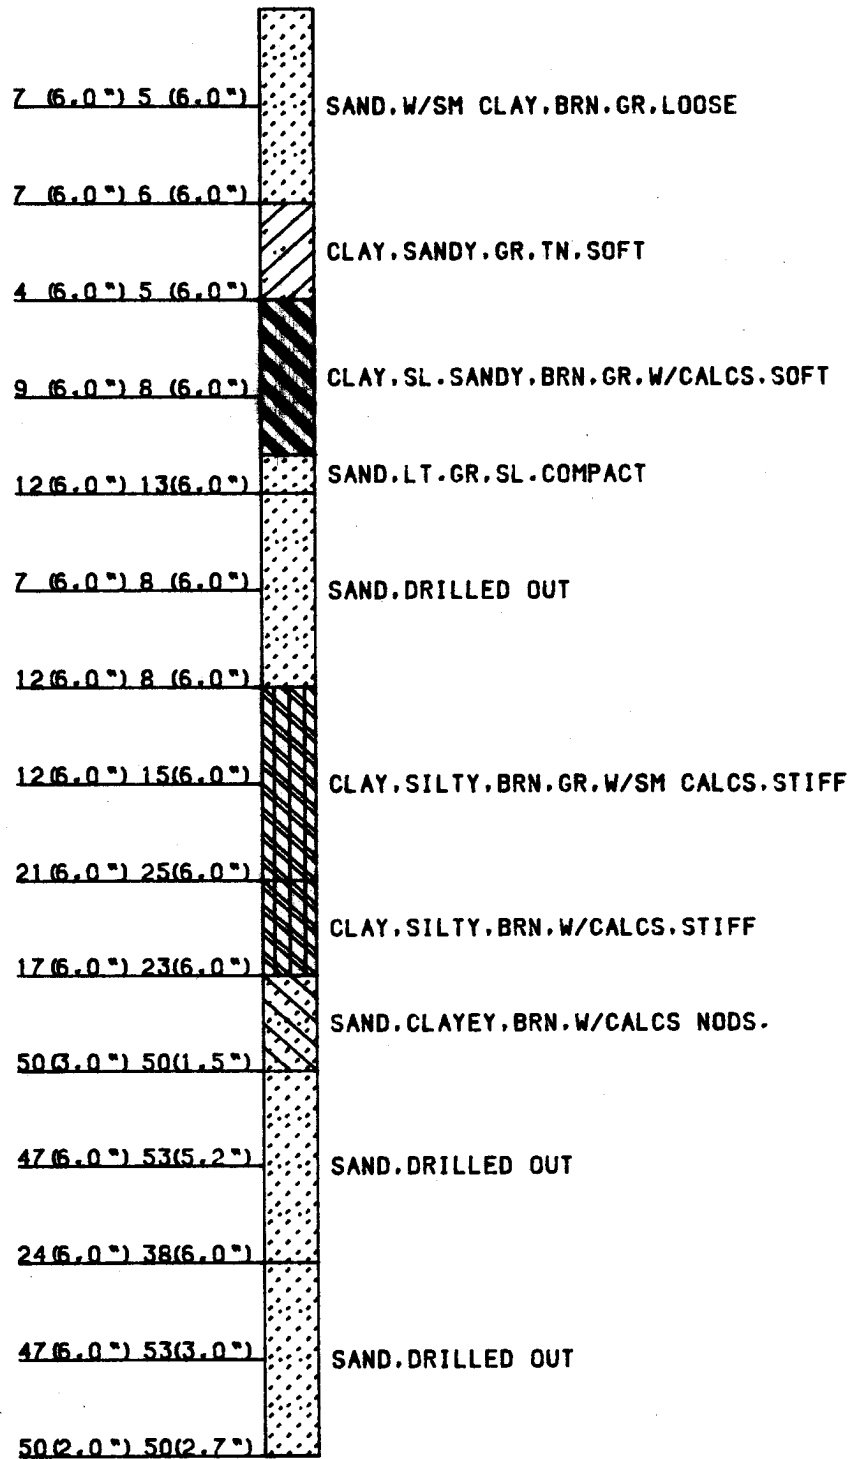 7 (6.0") 5 (6.0")
SAND,W/SM CLAY,BRN.GR,LOOSE
7 (6.0") 6 (6.0")
CLAY,SANDY,GR.TN,SOFT
4 (6.0") 5 (6.0")
CLAY,SL.SANDY,BRN.GR,W/CALCS,SOFT
9 (6.0") 8 (6.0")
SAND,LT.GR,SL.COMPACT
12(6.0") 13(6.0")
7 (6.0") 8 (6.0")
SAND,DRILLED OUT
12(6.0") 8 (6.0")
12(6.0") 15(6.0")
CLAY,SILTY,BRN.GR,W/SM CALCS,STIFF
21(6.0") 25(6.0")
CLAY,SILTY,BRN,W/CALCS,STIFF
17(6.0") 23(6.0")
SAND,CLAYEY,BRN,W/CALCS NODS.
50(3.0") 50(1.5")
47(6.0") 53(5.2")
SAND,DRILLED OUT
24(6.0") 38(6.0")
47(6.0") 53(3.0")
SAND,DRILLED OUT
50(2.0") 50(2.7")